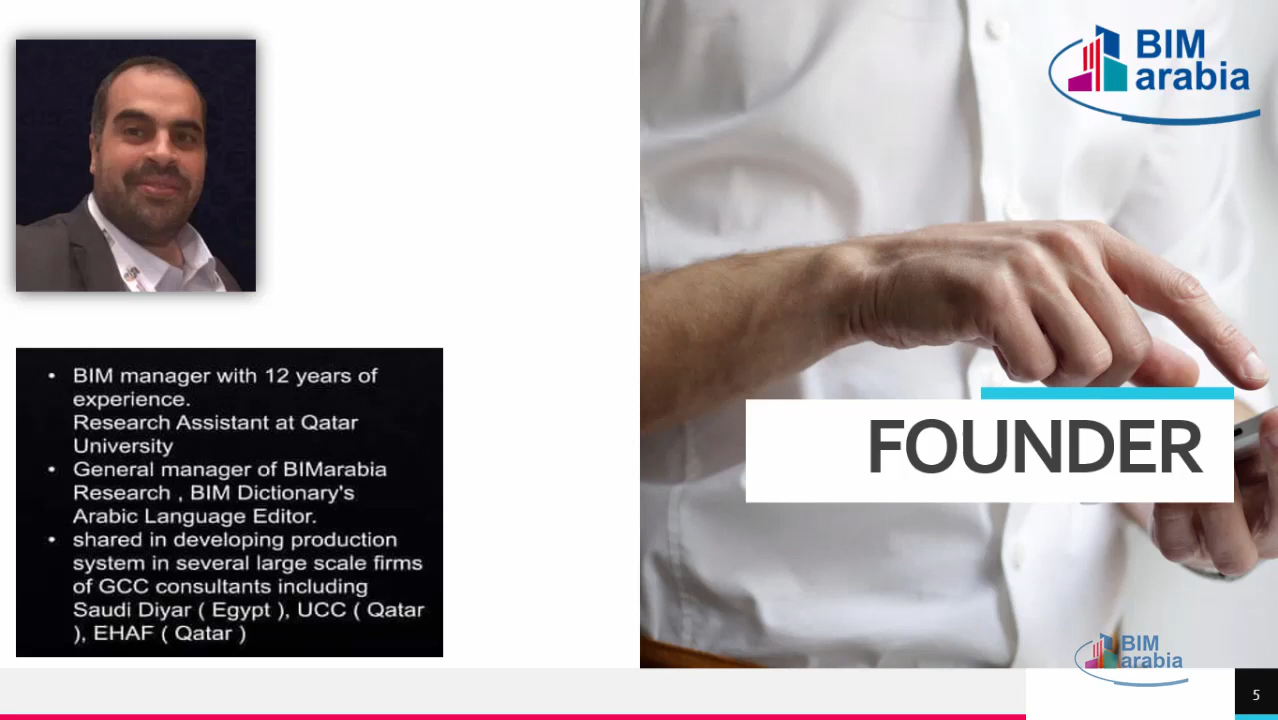 BIM
arabia
• BIM manager with 12 years of
experience.
Research Assistant at Qatar
University
• General manager of BIMarabia
Research , BIM Dictionary's
Arabic Language Editor.
• shared in developing production
system in several large scale firms
of GCC consultants including
Saudi Diyar ( Egypt ), UCC ( Qatar
), EHAF ( Qatar )
FOUNDER
BIM
arabia
5